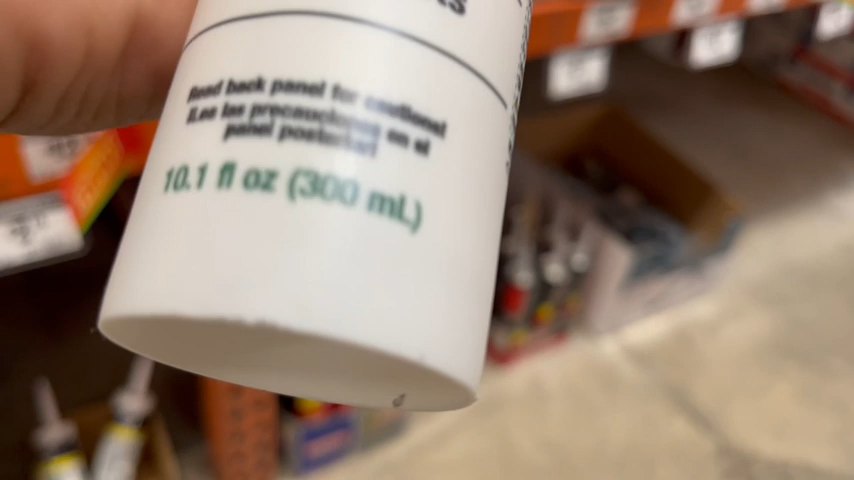 Read back panel for cautions!
¡Lea las precauciones en el
panel posterior!
10.1 fl oz (300 mL)